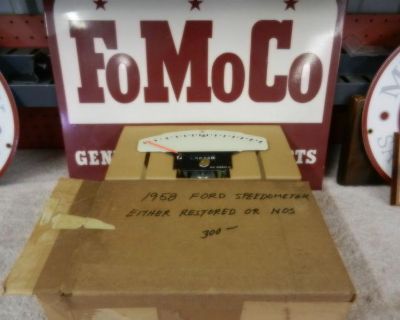 FoMoCo
GEN
TS
1958 FORD SPEEDOMETER
EITHER RESTORED OR NOS
300—